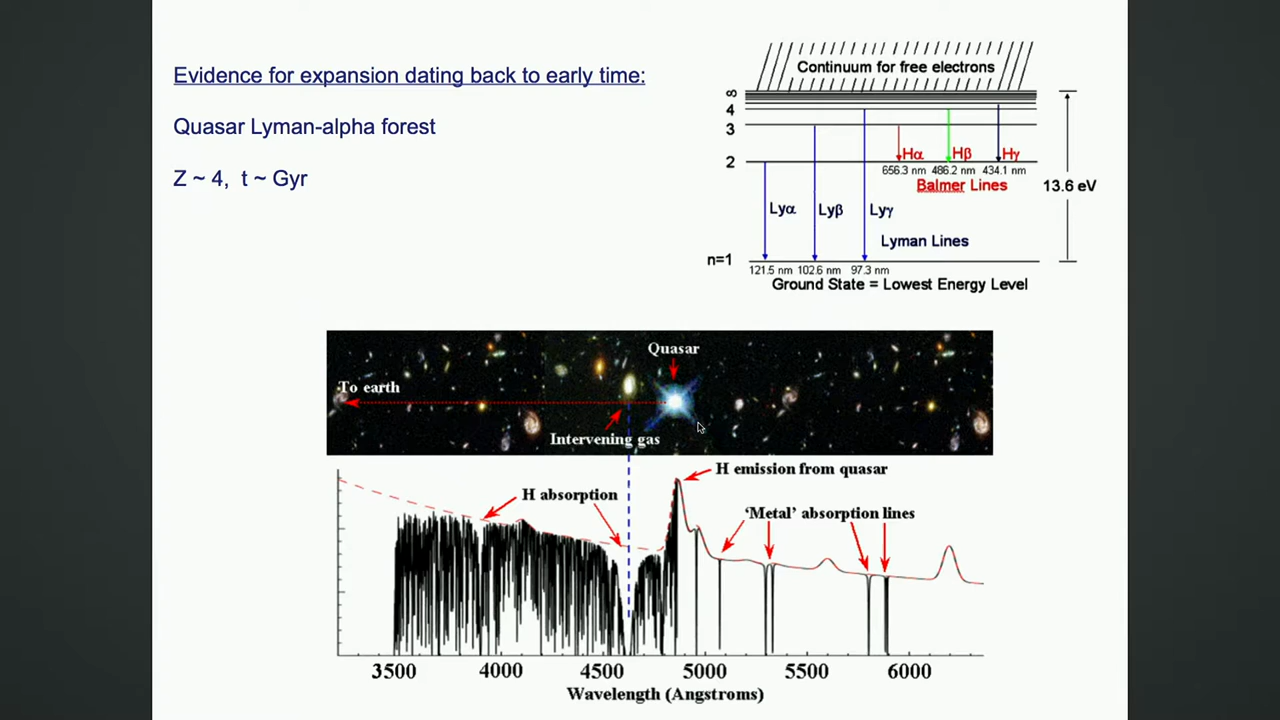 Evidence for expansion dating back to early time:
Quasar Lyman-alpha forest
Z ~ 4, t ~ Gyr
Continuum for free electrons
∞
4
3
2
Hα
Hβ
Hγ
656.3 nm 486.2 nm 434.1 nm
Balmer Lines
13.6 eV
Lyα
Lyβ
Lyγ
Lyman Lines
n=1
121.5 nm 102.6 nm 97.3 nm
Ground State = Lowest Energy Level
Quasar
To earth
Intervening gas
H emission from quasar
H absorption
‘Metal’ absorption lines
3500 4000 4500 5000 5500 6000
Wavelength (Angstroms)